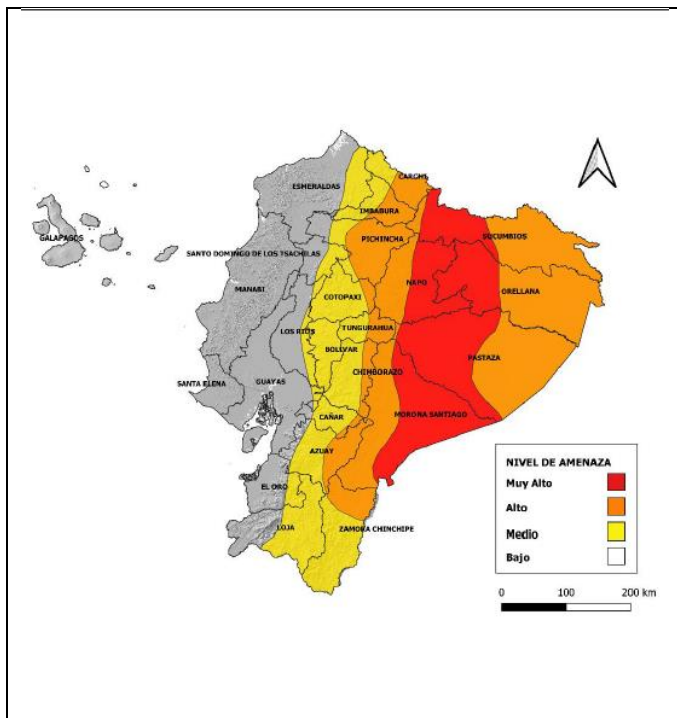 CARCHI
ESMERALDAS
IMBABURA
GALAPAGOS
PICHINCHA
SUCUMBIOS
SANTO DOMINGO DE LOS TSACHILAS
NAPO
MANABI
COTOPAXI
ORELLANA
LOS RIOS
TUNGURAHUA
BOLIVAR
PASTAZA
CHIMBORAZO
SANTA ELENA
GUAYAS
CAÑAR
MORONA SANTIAGO
AZUAY
EL ORO
LOJA
ZAMORA CHINCHIPE
NIVEL DE AMENAZA
Muy Alto
Alto
Medio
Bajo
0 100 200 km